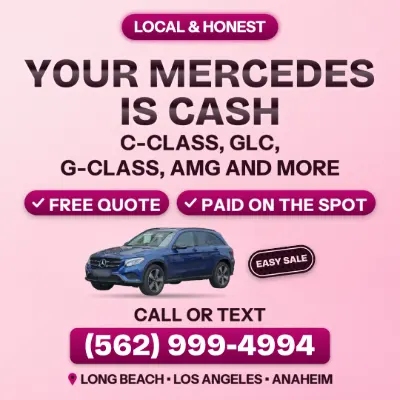 LOCAL & HONEST
YOUR MERCEDES
IS CASH
C-CLASS, GLC,
G-CLASS, AMG AND MORE
✓ FREE QUOTE ✓ PAID ON THE SPOT
EASY SALE
CALL OR TEXT
(562) 999-4994
LONG BEACH • LOS ANGELES • ANAHEIM